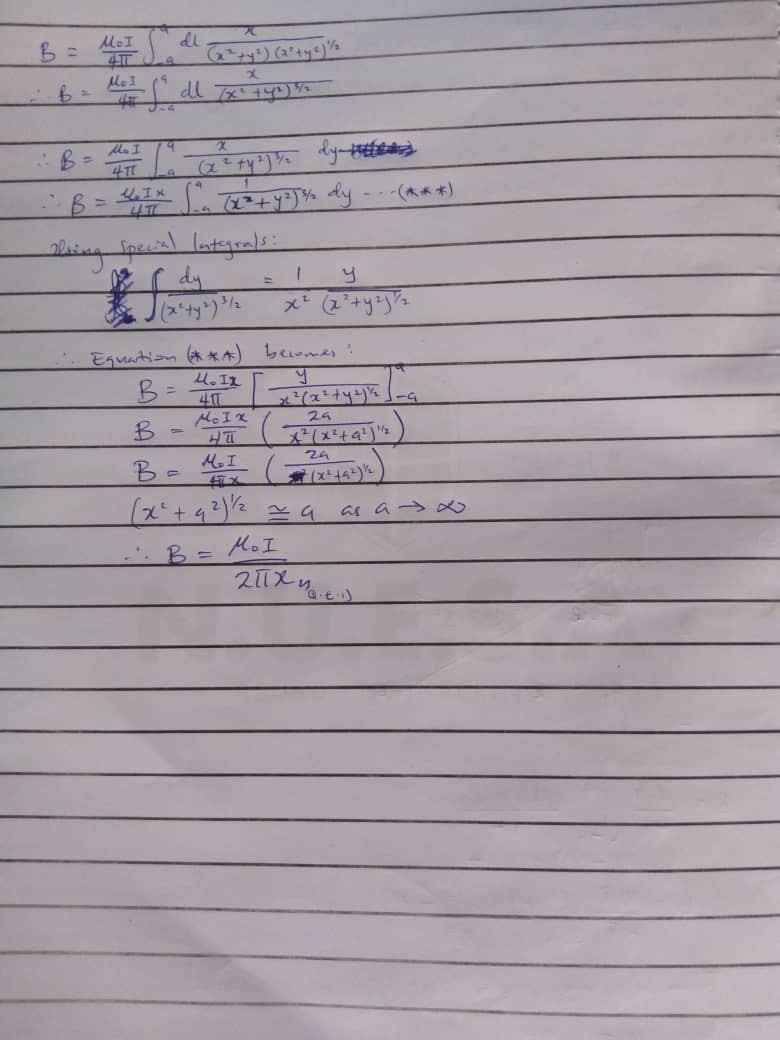 B = μ₀I/4π ∫₋ₐᵃ dl x/(x²+y²)(x²+y²)^1/2
∴ B = μ₀I/4π ∫₋ₐᵃ dl x/(x²+y²)^3/2
∴ B = μ₀I/4π ∫₋ₐᵃ x/(x²+y²)^3/2 dy
∴ B = μ₀Ix/4π ∫₋ₐᵃ 1/(x²+y²)^3/2 dy ---(***)
Using Special Integrals:
∫ dy/(x²+y²)^3/2 = 1/x² y/(x²+y²)^1/2
∴ Equation (***) becomes:
B = μ₀Ix/4π [y/x²(x²+y²)^1/2]₋ₐᵃ
B = μ₀Ix/4π (2a/x²(x²+a²)^1/2)
B = μ₀I/4πx (2a/(x²+a²)^1/2)
(x²+a²)^1/2 ≅ a as a → ∞
∴ B = μ₀I/2πx
Q.E.D
N.U.E.S.A